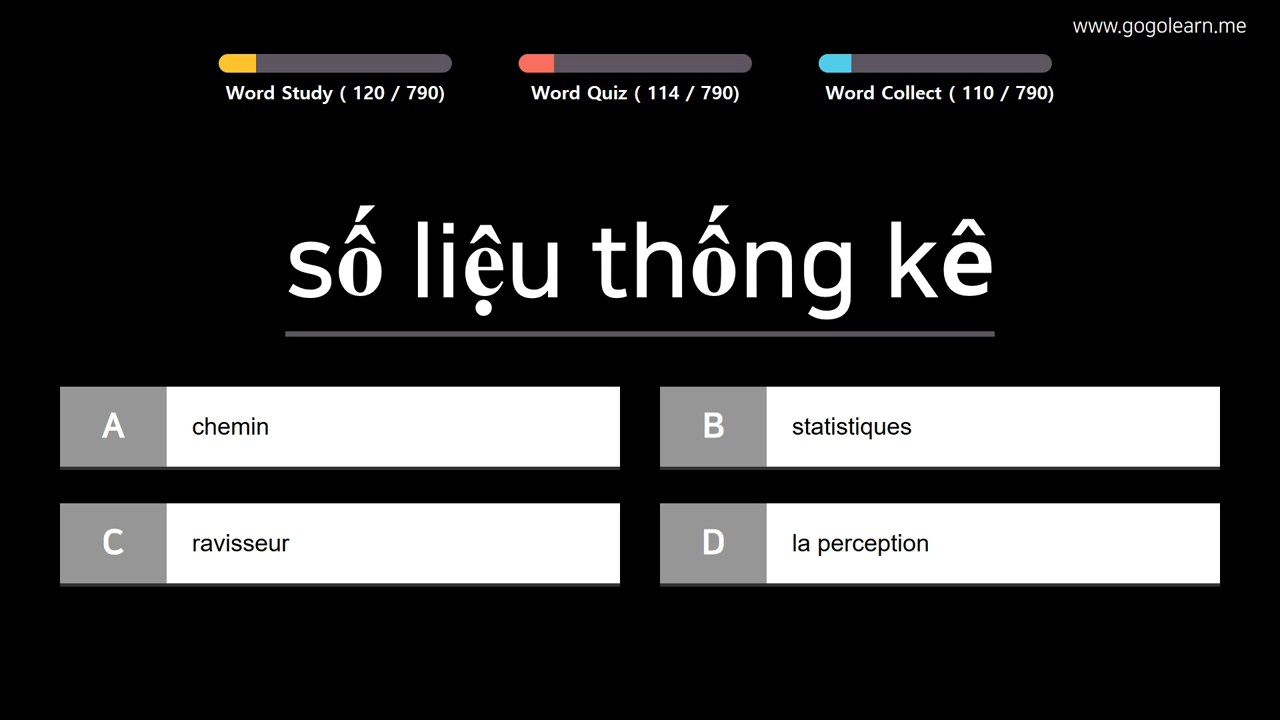 www.gogolearn.me
Word Study ( 120 / 790)
Word Quiz ( 114 / 790)
Word Collect ( 110 / 790)
số liệu thống kê
A chemin
B statistiques
C ravisseur
D la perception